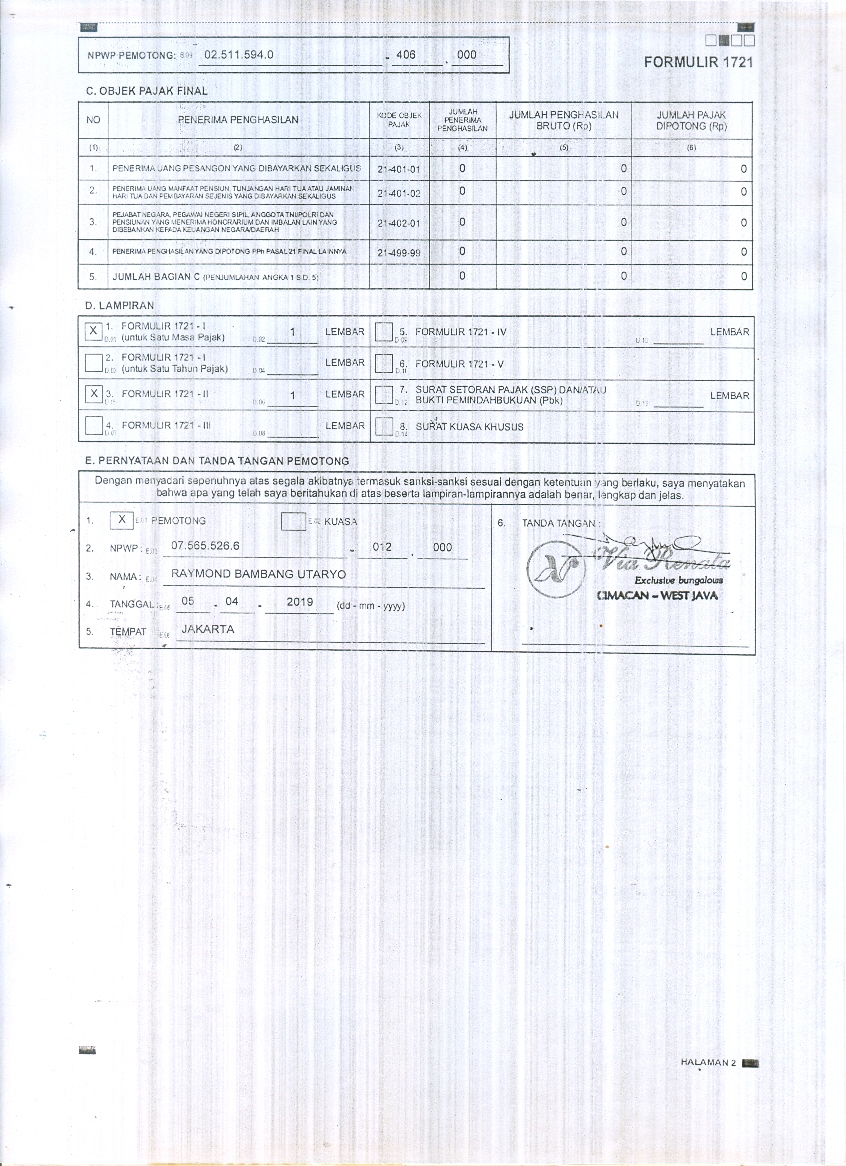 NPWP PEMOTONG: 02.511.594.0 - 406 . 000
FORMULIR 1721
C. OBJEK PAJAK FINAL
NO PENERIMA PENGHASILAN KODE OBJEK PAJAK JUMLAH PENERIMA PENGHASILAN JUMLAH PENGHASILAN BRUTO (Rp) JUMLAH PAJAK DIPOTONG (Rp)
(1) (2) (3) (4) (5) (6)
1. PENERIMA UANG PESANGON YANG DIBAYARKAN SEKALIGUS 21-401-01 0 0 0
2. PENERIMA UANG MANFAAT PENSIUN, TUNJANGAN HARI TUA ATAU JAMINAN
HARI TUA DAN PEMBAYARAN SEJENIS YANG DIBAYARKAN SEKALIGUS 21-401-02 0 0 0
3. PEJABAT NEGARA, PEGAWAI NEGERI SIPIL, ANGGOTA TNI/POLRI DAN
PENSIUNAN YANG MENERIMA HONORARIUM DAN IMBALAN LAIN YANG
DIBEBANKAN KEPADA KEUANGAN NEGARA/DAERAH 21-402-01 0 0 0
4. PENERIMA PENGHASILAN YANG DIPOTONG PPh PASAL 21 FINAL LAINNYA 21-499-99 0 0 0
5. JUMLAH BAGIAN C (PENJUMLAHAN ANGKA 1 S.D. 5) 0 0 0
D. LAMPIRAN
X 1. FORMULIR 1721 - I
(untuk Satu Masa Pajak) D.02 1 LEMBAR
5. FORMULIR 1721 - IV LEMBAR
2. FORMULIR 1721 - I
(untuk Satu Tahun Pajak) D.04 LEMBAR
6. FORMULIR 1721 - V
X 3. FORMULIR 1721 - II D.06 1 LEMBAR
7. SURAT SETORAN PAJAK (SSP) DAN/ATAU
BUKTI PEMINDAHBUKUAN (Pbk) LEMBAR
4. FORMULIR 1721 - III D.08 LEMBAR
8. SURAT KUASA KHUSUS
E. PERNYATAAN DAN TANDA TANGAN PEMOTONG
Dengan menyadari sepenuhnya atas segala akibatnya termasuk sanksi-sanksi sesuai dengan ketentuan yang berlaku, saya menyatakan
bahwa apa yang telah saya beritahukan di atas beserta lampiran-lampirannya adalah benar, lengkap dan jelas.
1. X PEMOTONG KUASA
2. NPWP : 07.565.526.6 - 012 . 000
3. NAMA : RAYMOND BAMBANG UTARYO
4. TANGGAL : 05 - 04 - 2019 (dd - mm - yyyy)
5. TEMPAT JAKARTA
6. TANDA TANGAN :
Via Renata
Exclusive bungalows
CIMACAN - WEST JAVA
HALAMAN 2